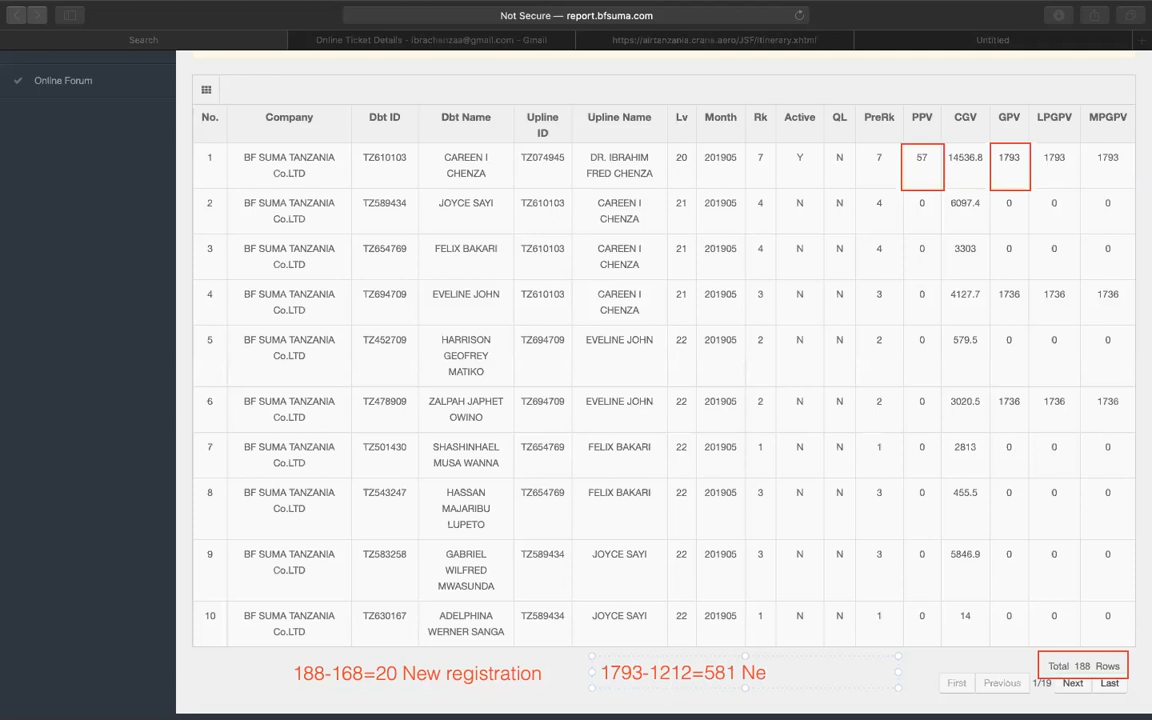 Not Secure — report.bfsuma.com
Search
Online Ticket Details - ibrachenzaa@gmail.com - Gmail
https://airtanzania.crane.aero/JSF/itinerary.xhtml
Untitled
Online Forum
No. Company Dbt ID Dbt Name Upline ID Upline Name Lv Month Rk Active QL PreRk PPV CGV GPV LPGPV MPGPV
1 BF SUMA TANZANIA Co.LTD TZ610103 CAREEN I CHENZA TZ074945 DR. IBRAHIM FRED CHENZA 20 201905 7 Y N 7 57 14536.8 1793 1793 1793
2 BF SUMA TANZANIA Co.LTD TZ589434 JOYCE SAYI TZ610103 CAREEN I CHENZA 21 201905 4 N N 4 0 6097.4 0 0 0
3 BF SUMA TANZANIA Co.LTD TZ654769 FELIX BAKARI TZ610103 CAREEN I CHENZA 21 201905 4 N N 4 0 3303 0 0 0
4 BF SUMA TANZANIA Co.LTD TZ694709 EVELINE JOHN TZ610103 CAREEN I CHENZA 21 201905 3 N N 3 0 4127.7 1736 1736 1736
5 BF SUMA TANZANIA Co.LTD TZ452709 HARRISON GEOFREY MATIKO TZ694709 EVELINE JOHN 22 201905 2 N N 2 0 579.5 0 0 0
6 BF SUMA TANZANIA Co.LTD TZ478909 ZALPAH JAPHET OWINO TZ694709 EVELINE JOHN 22 201905 2 N N 2 0 3020.5 1736 1736 1736
7 BF SUMA TANZANIA Co.LTD TZ501430 SHASHINHAEL MUSA WANNA TZ654769 FELIX BAKARI 22 201905 1 N N 1 0 2813 0 0 0
8 BF SUMA TANZANIA Co.LTD TZ543247 HASSAN MAJARIBU LUPETO TZ654769 FELIX BAKARI 22 201905 3 N N 3 0 455.5 0 0 0
9 BF SUMA TANZANIA Co.LTD TZ583258 GABRIEL WILFRED MWASUNDA TZ589434 JOYCE SAYI 22 201905 3 N N 3 0 5846.9 0 0 0
10 BF SUMA TANZANIA Co.LTD TZ630167 ADELPHINA WERNER SANGA TZ589434 JOYCE SAYI 22 201905 1 N N 1 0 14 0 0 0
188-168=20 New registration
1793-1212=581 Ne
Total 188 Rows
First Previous 1/19 Next Last